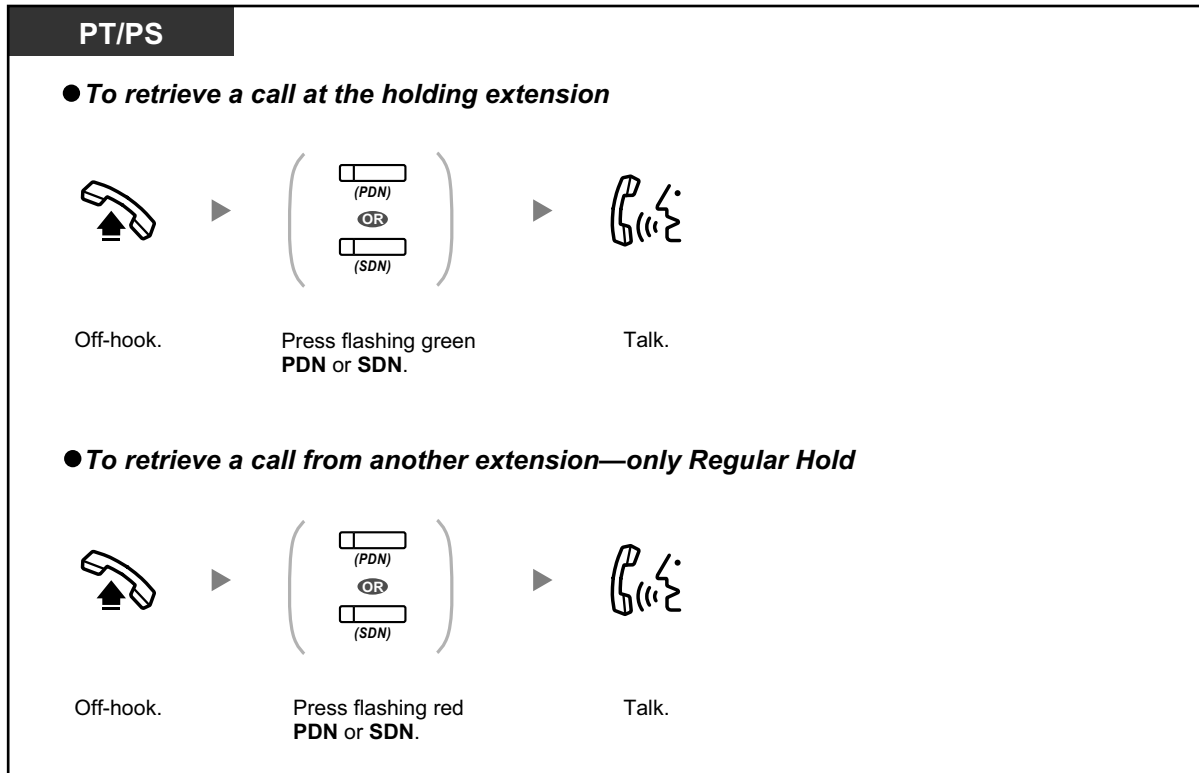 PT/PS
● To retrieve a call at the holding extension
(PDN)
OR
(SDN)
Off-hook.
Press flashing green
PDN or SDN.
Talk.
● To retrieve a call from another extension—only Regular Hold
(PDN)
OR
(SDN)
Off-hook.
Press flashing red
PDN or SDN.
Talk.